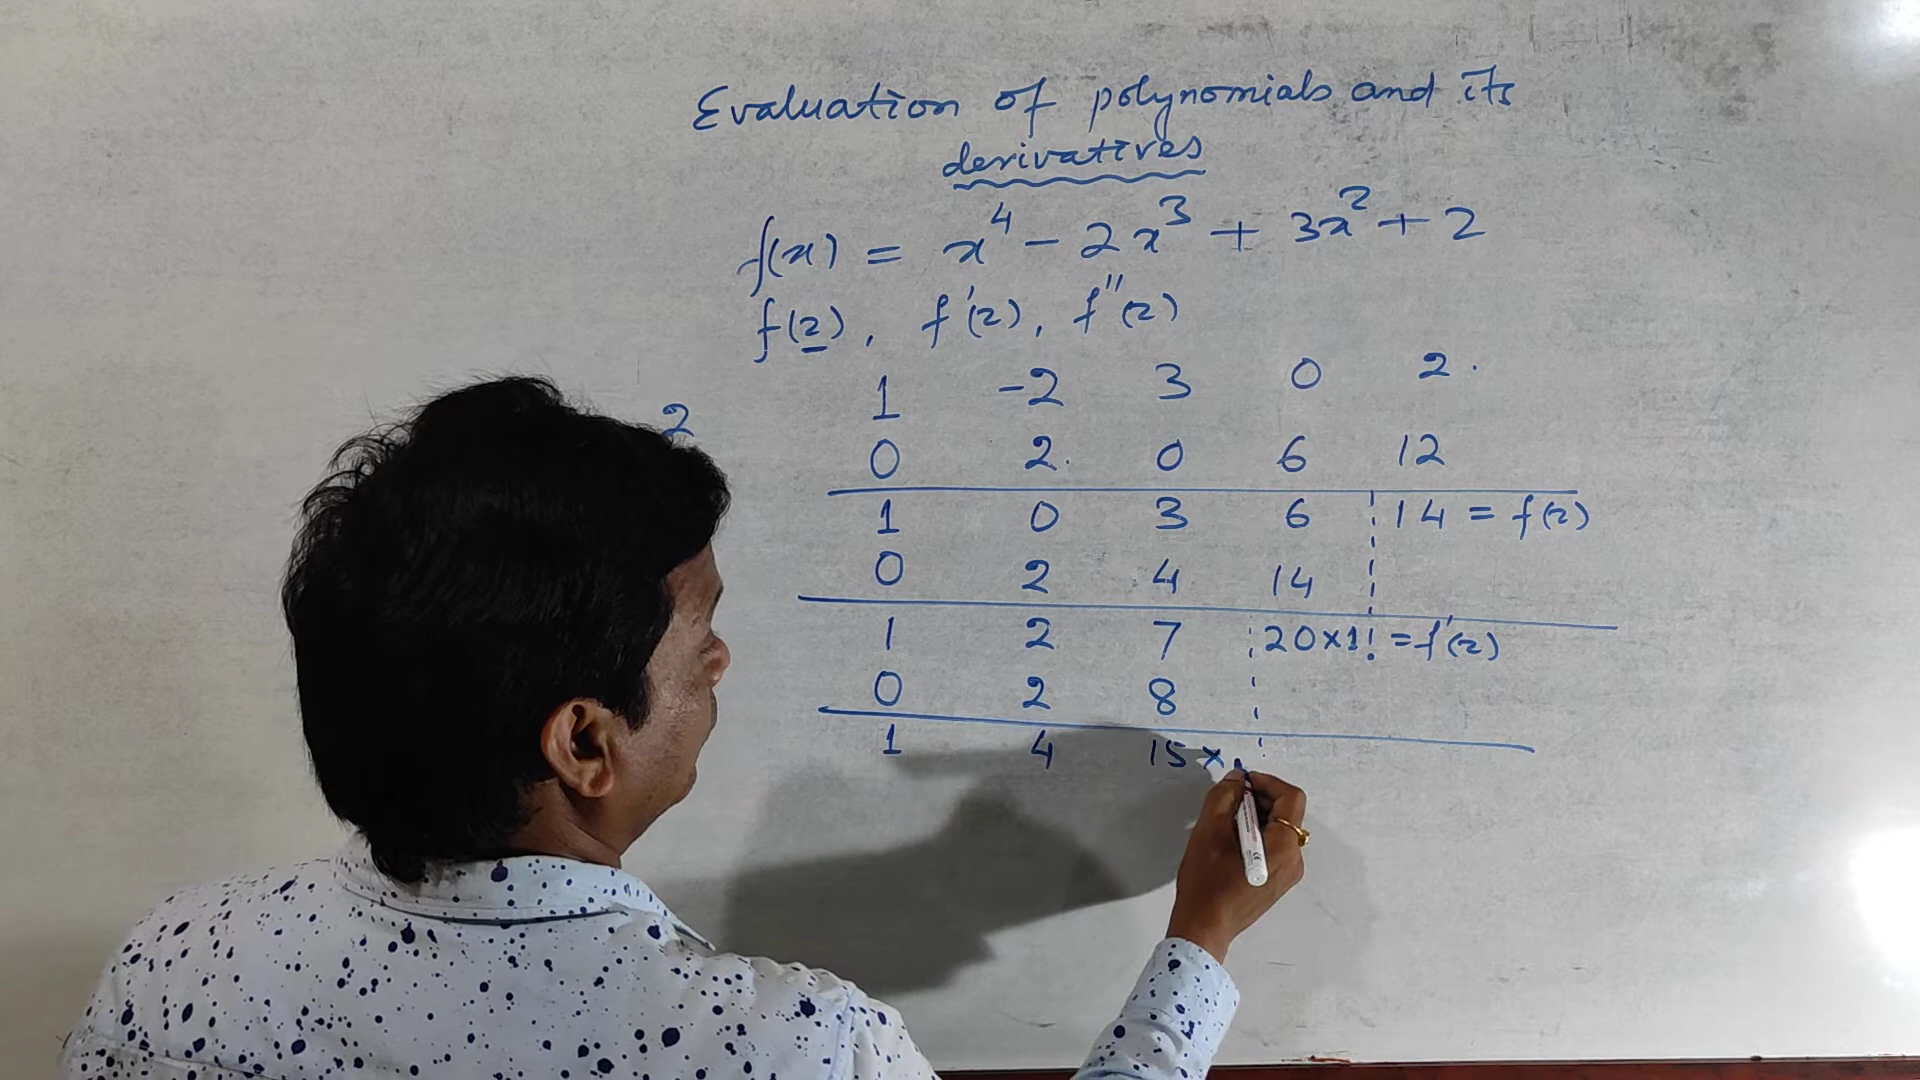 Evaluation of polynomials and its
derivatives
f(x) = x⁴ - 2x³ + 3x² + 2
f(2), f'(2), f''(2)
1 -2 3 0 2.
2
0 2. 0 6 12
1 0 3 6 14 = f(2)
0 2 4 14
1 2 7 20×1! = f'(2)
0 2 8
1 4 15×